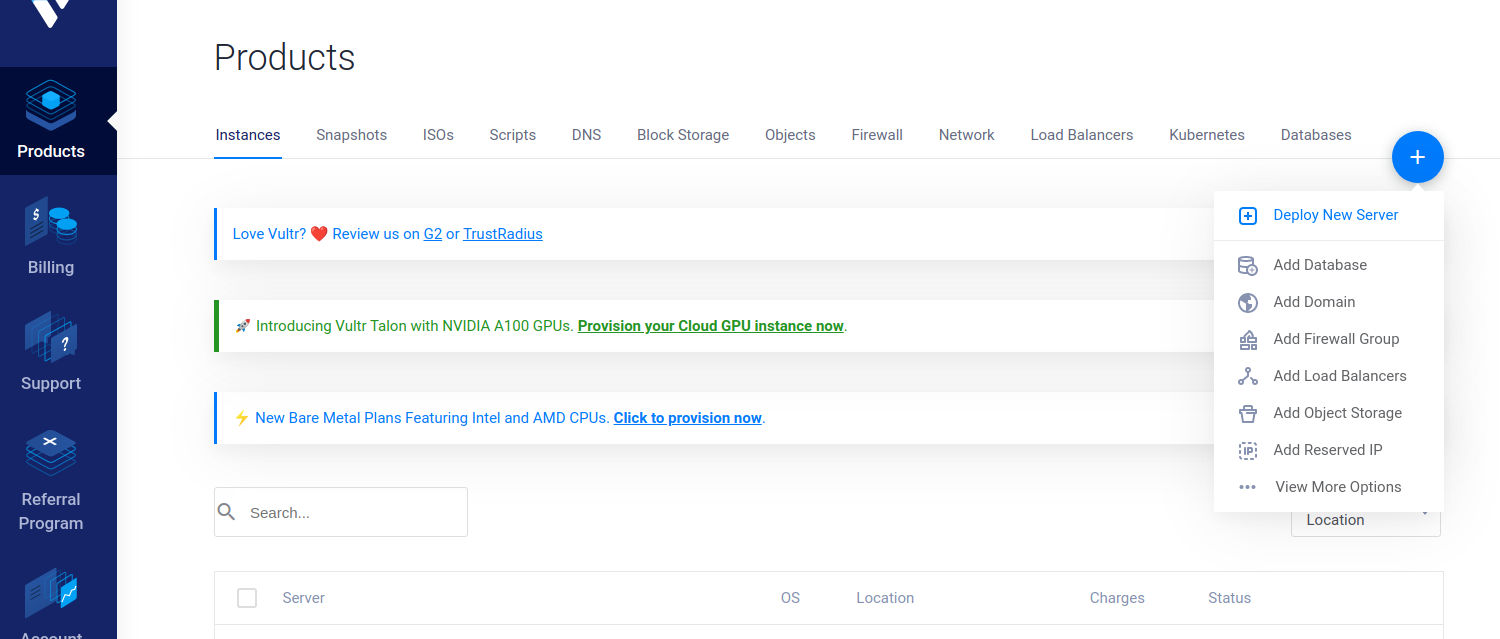 Products
Products
Billing
Support
Referral
Program
Account
Instances Snapshots ISOs Scripts DNS Block Storage Objects Firewall Network Load Balancers Kubernetes Databases
+
Deploy New Server
Add Database
Add Domain
Add Firewall Group
Add Load Balancers
Add Object Storage
IP Add Reserved IP
View More Options
Love Vultr? ❤️ Review us on G2 or TrustRadius
🚀 Introducing Vultr Talon with NVIDIA A100 GPUs. Provision your Cloud GPU instance now.
⚡ New Bare Metal Plans Featuring Intel and AMD CPUs. Click to provision now.
Search...
Location
Server OS Location Charges Status